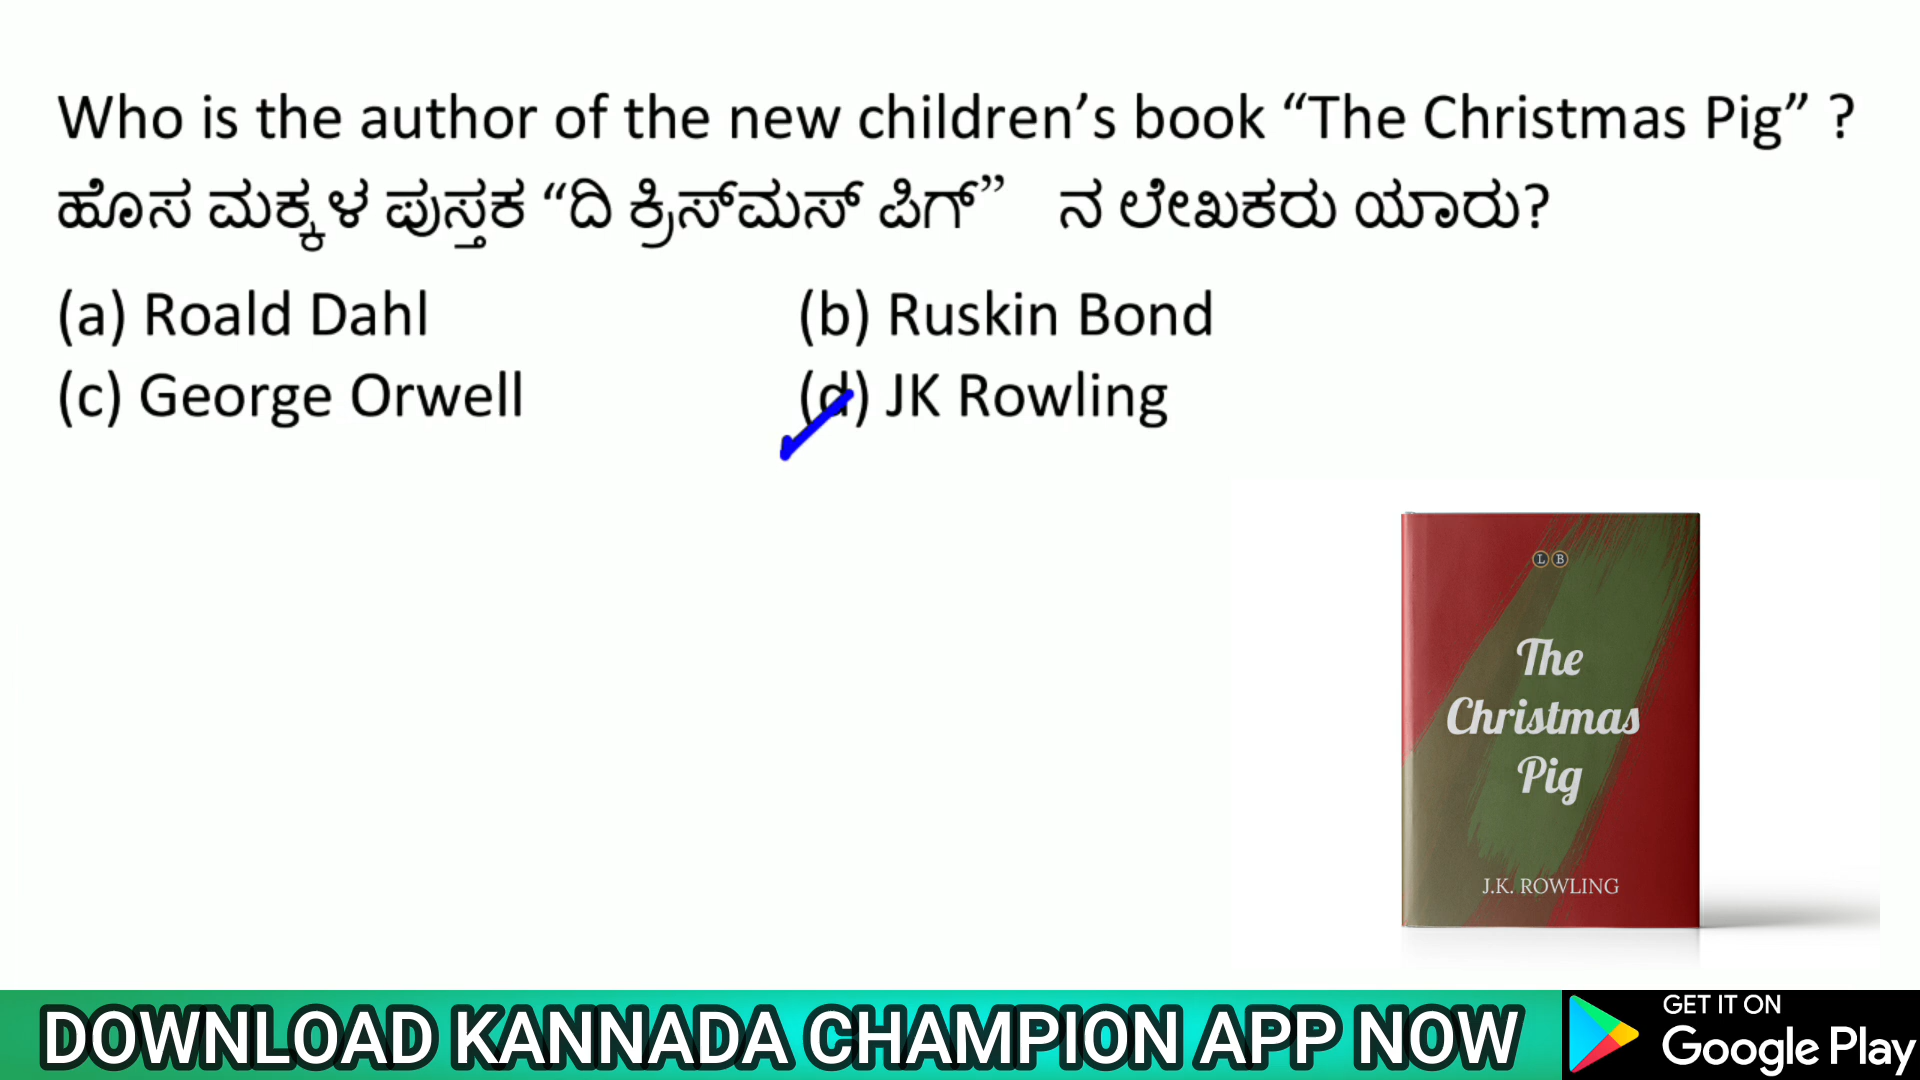 Who is the author of the new children’s book “The Christmas Pig” ?
ಹೊಸ ಮಕ್ಕಳ ಪುಸ್ತಕ “ದಿ ಕ್ರಿಸ್‌ಮಸ್ ಪಿಗ್” ನ ಲೇಖಕರು ಯಾರು?
(a) Roald Dahl (b) Ruskin Bond
(c) George Orwell (d) JK Rowling
L B
The
Christmas
Pig
J.K. ROWLING
DOWNLOAD KANNADA CHAMPION APP NOW
GET IT ON
Google Play